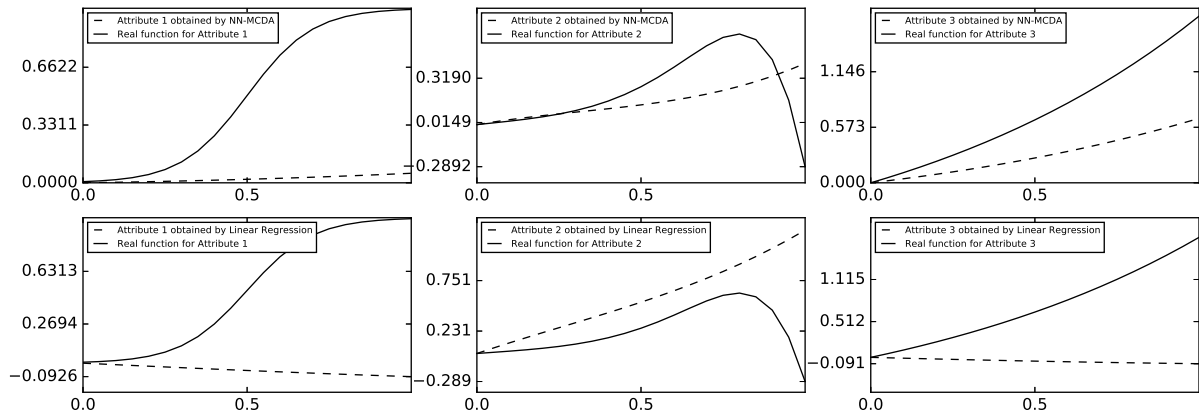 Attribute 1 obtained by NN-MCDA
Real function for Attribute 1
0.6622
0.3311
0.0000
0.0
0.5
Attribute 2 obtained by NN-MCDA
Real function for Attribute 2
0.3190
0.0149
−0.2892
0.0
0.5
Attribute 3 obtained by NN-MCDA
Real function for Attribute 3
1.146
0.573
0.000
0.0
0.5
Attribute 1 obtained by Linear Regression
Real function for Attribute 1
0.6313
0.2694
−0.0926
0.0
0.5
Attribute 2 obtained by Linear Regression
Real function for Attribute 2
0.751
0.231
−0.289
0.0
0.5
Attribute 3 obtained by Linear Regression
Real function for Attribute 3
1.115
0.512
−0.091
0.0
0.5